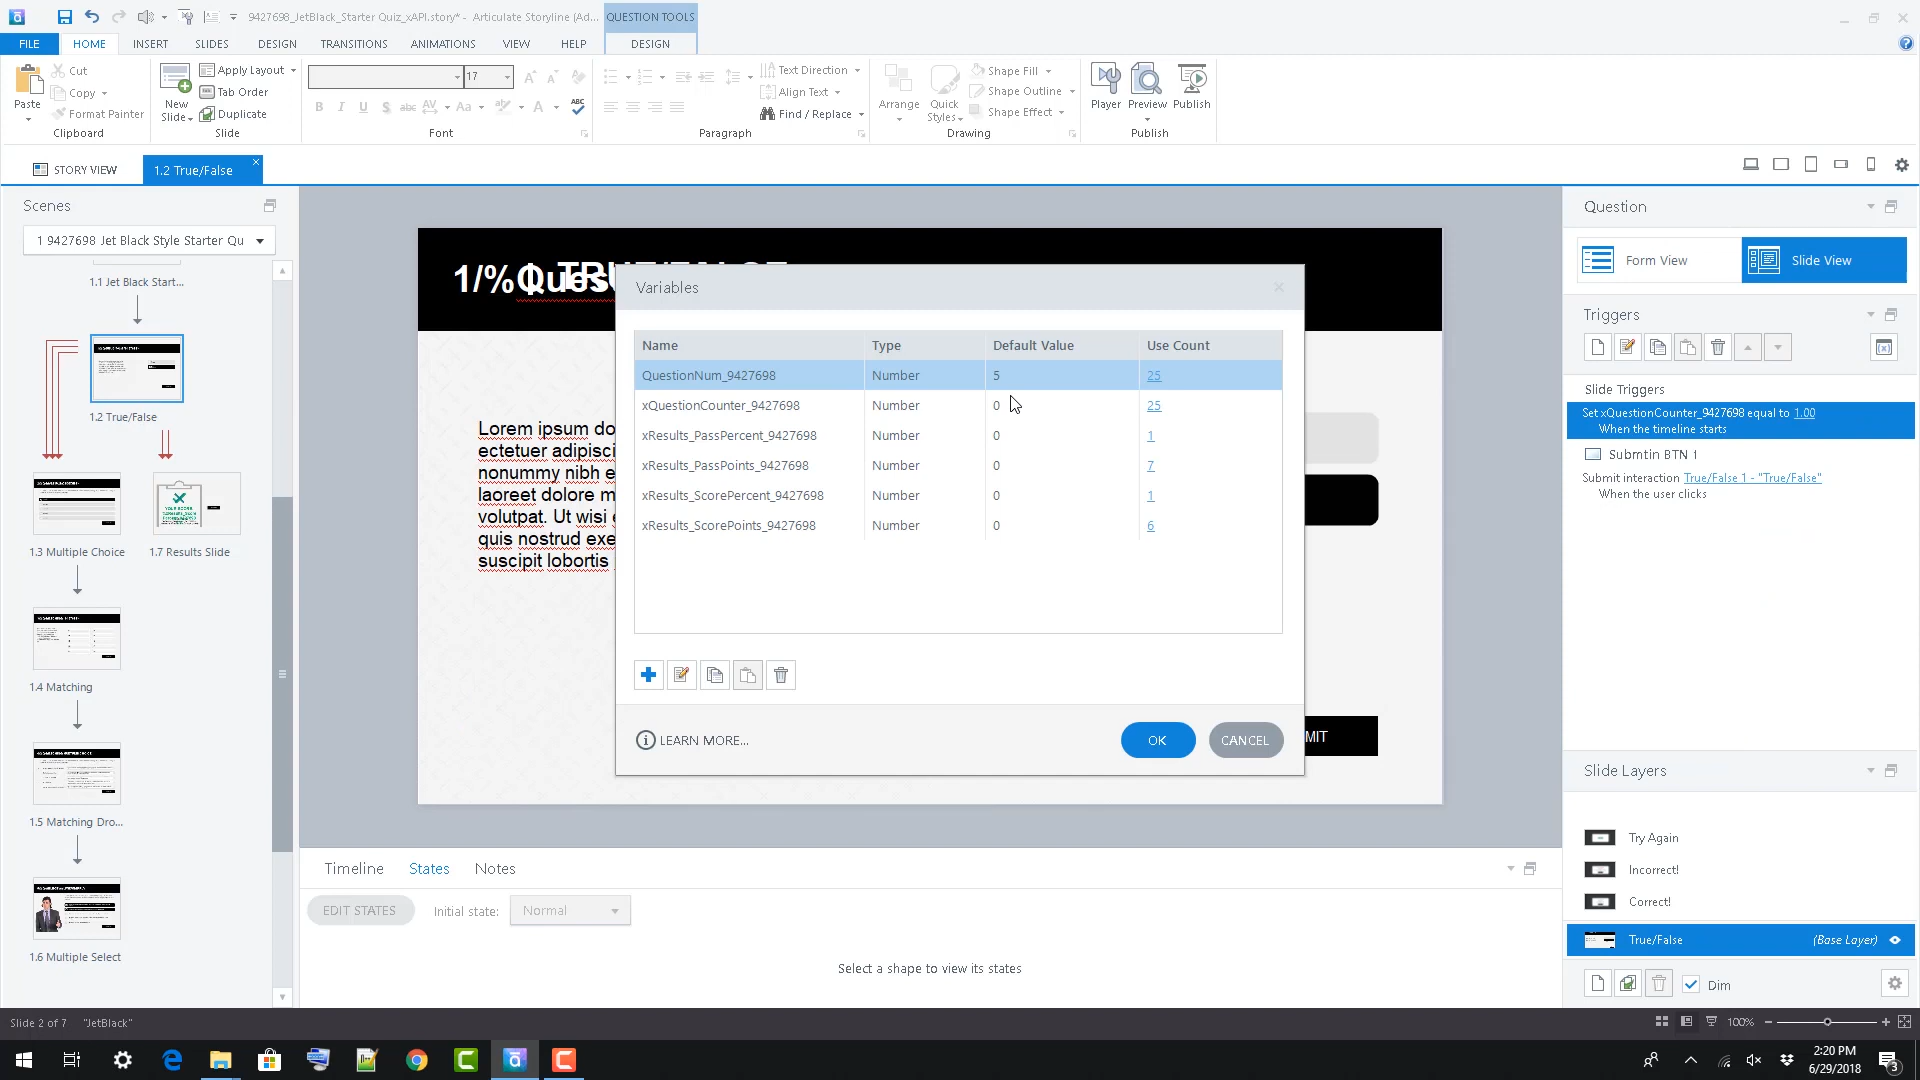 9427698_JetBlack_Starter Quiz_xAPI.story* - Articulate Storyline (Ad...
QUESTION TOOLS
FILE
HOME
INSERT
SLIDES
DESIGN
TRANSITIONS
ANIMATIONS
VIEW
HELP
DESIGN
Paste
Cut
Copy
Format Painter
Clipboard
New
Slide
Apply Layout
Tab Order
Duplicate
Slide
17
Font
Text Direction
Align Text
Find / Replace
Paragraph
Arrange
Quick
Styles
Shape Fill
Shape Outline
Shape Effect
Drawing
Player
Preview
Publish
Publish
STORY VIEW
1.2 True/False
Scenes
1 9427698 Jet Black Style Starter Qu
1.1 Jet Black Start...
1.2 True/False
1.3 Multiple Choice
1.7 Results Slide
1.4 Matching
1.5 Matching Dro...
1.6 Multiple Select
Lorem ipsum do
ectetuer adipisci
nonummy nibh e
laoreet dolore m
volutpat. Ut wisi e
quis nostrud exe
suscipit lobortis
MIT
Variables
Name Type Default Value Use Count
QuestionNum_9427698 Number 5 25
xQuestionCounter_9427698 Number 0 25
xResults_PassPercent_9427698 Number 0 1
xResults_PassPoints_9427698 Number 0 7
xResults_ScorePercent_9427698 Number 0 1
xResults_ScorePoints_9427698 Number 0 6
LEARN MORE...
OK
CANCEL
Timeline
States
Notes
EDIT STATES
Initial state:
Normal
Select a shape to view its states
Question
Form View
Slide View
Triggers
Slide Triggers
Set xQuestionCounter_9427698 equal to 1.00
When the timeline starts
Submtin BTN 1
Submit interaction True/False 1 - "True/False"
When the user clicks
Slide Layers
Try Again
Incorrect!
Correct!
True/False (Base Layer)
Dim
Slide 2 of 7 "JetBlack"
100%
2:20 PM
6/29/2018
3